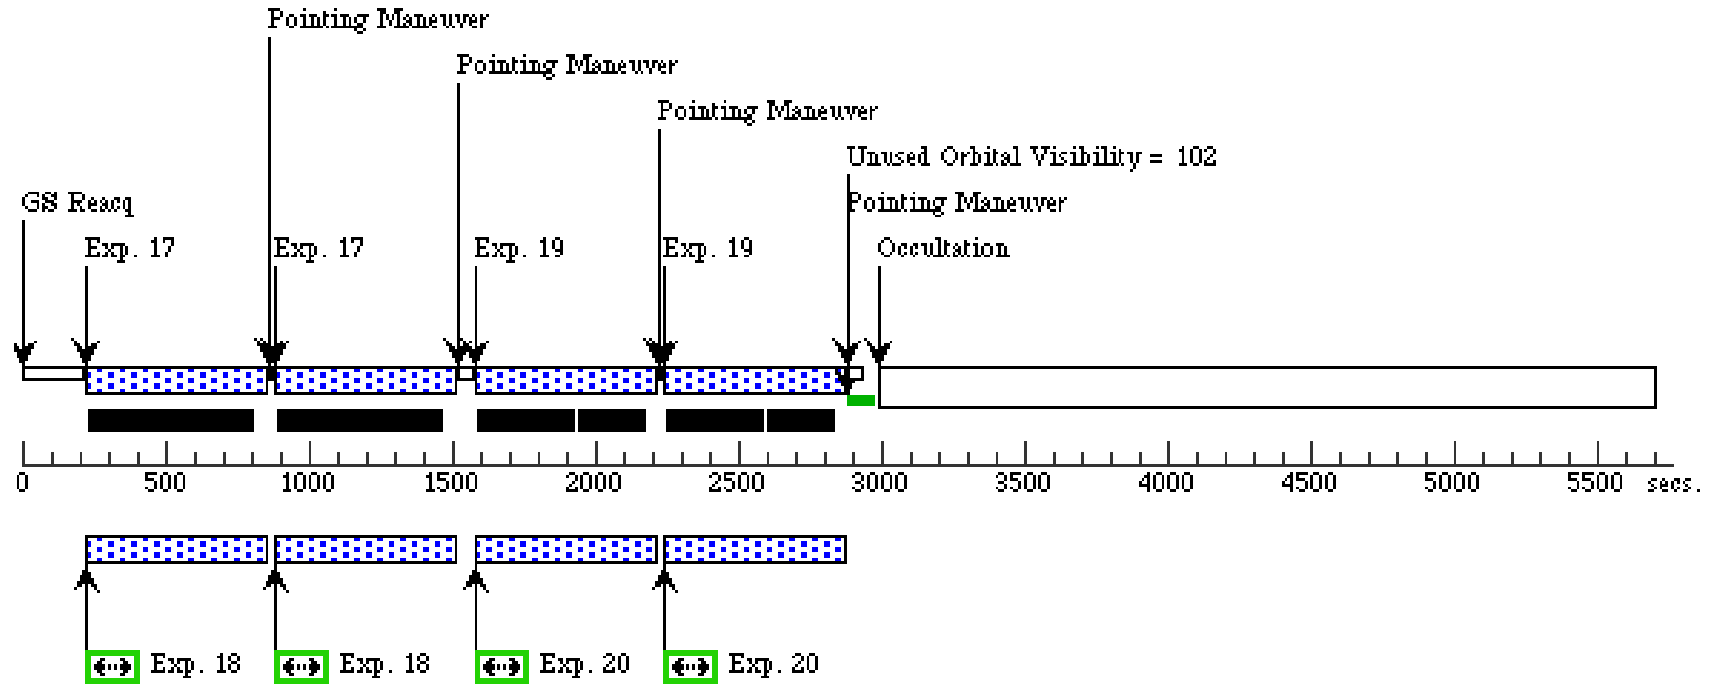 Pointing Maneuver
Pointing Maneuver
Pointing Maneuver
Unused Orbital Visibility = 102
GS Reacq
Pointing Maneuver
Exp. 17
Exp. 17
Exp. 19
Exp. 19
Occultation
0
500
1000
1500
2000
2500
3000
3500
4000
4500
5000
5500
secs.
Exp. 18
Exp. 18
Exp. 20
Exp. 20